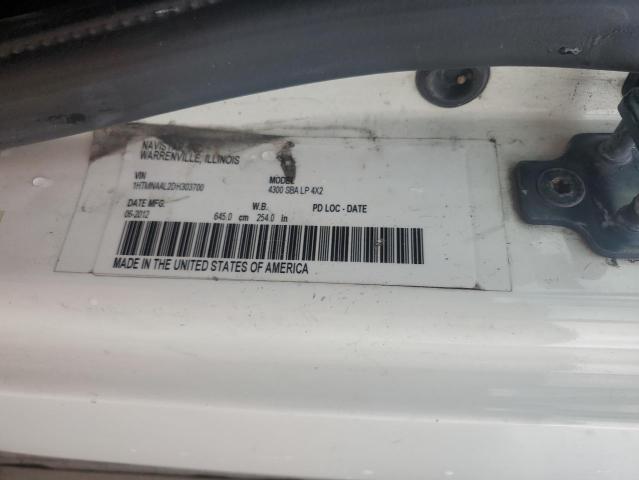 NAVISTAR
WARRENVILLE, ILLINOIS
VIN MODEL
1HTMNAAL2DH303700 4300 SBA LP 4X2
DATE MFG. W.B. PD LOC - DATE
06-2012 645.0 cm 254.0 in
MADE IN THE UNITED STATES OF AMERICA